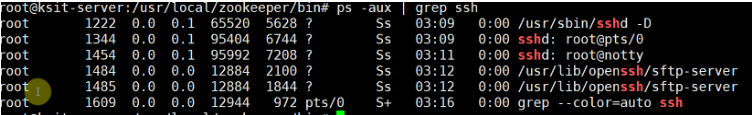 root@ksit-server:/usr/local/zookeeper/bin# ps -aux | grep ssh
root 1222 0.0 0.1 65520 5628 ? Ss 03:09 0:00 /usr/sbin/sshd -D
root 1344 0.0 0.1 95404 6744 ? Ss 03:09 0:00 sshd: root@pts/0
root 1454 0.0 0.1 95992 7208 ? Ss 03:11 0:00 sshd: root@notty
root 1484 0.0 0.0 12884 2100 ? Ss 03:12 0:00 /usr/lib/openssh/sftp-server
root 1485 0.0 0.0 12884 1844 ? Ss 03:12 0:00 /usr/lib/openssh/sftp-server
root 1609 0.0 0.0 12944 972 pts/0 S+ 03:16 0:00 grep --color=auto ssh